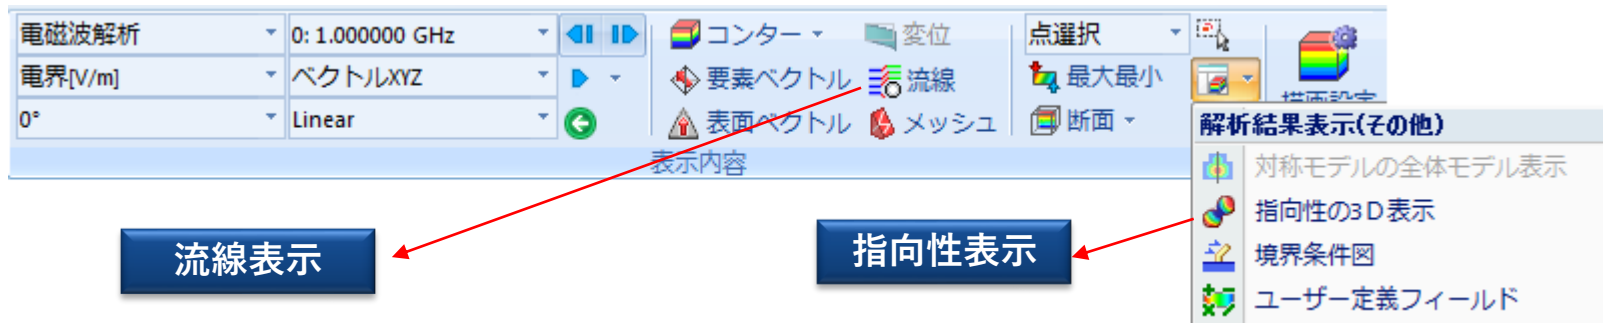 電磁波解析 0: 1.000000 GHz コンター 変位 点選択
電界[V/m] ベクトルXYZ 要素ベクトル 流線 最大最小
0° Linear 表面ベクトル メッシュ 断面
描画設定
表示内容
解析結果表示(その他)
対称モデルの全体モデル表示
指向性の3D表示
境界条件図
ユーザー定義フィールド
流線表示
指向性表示